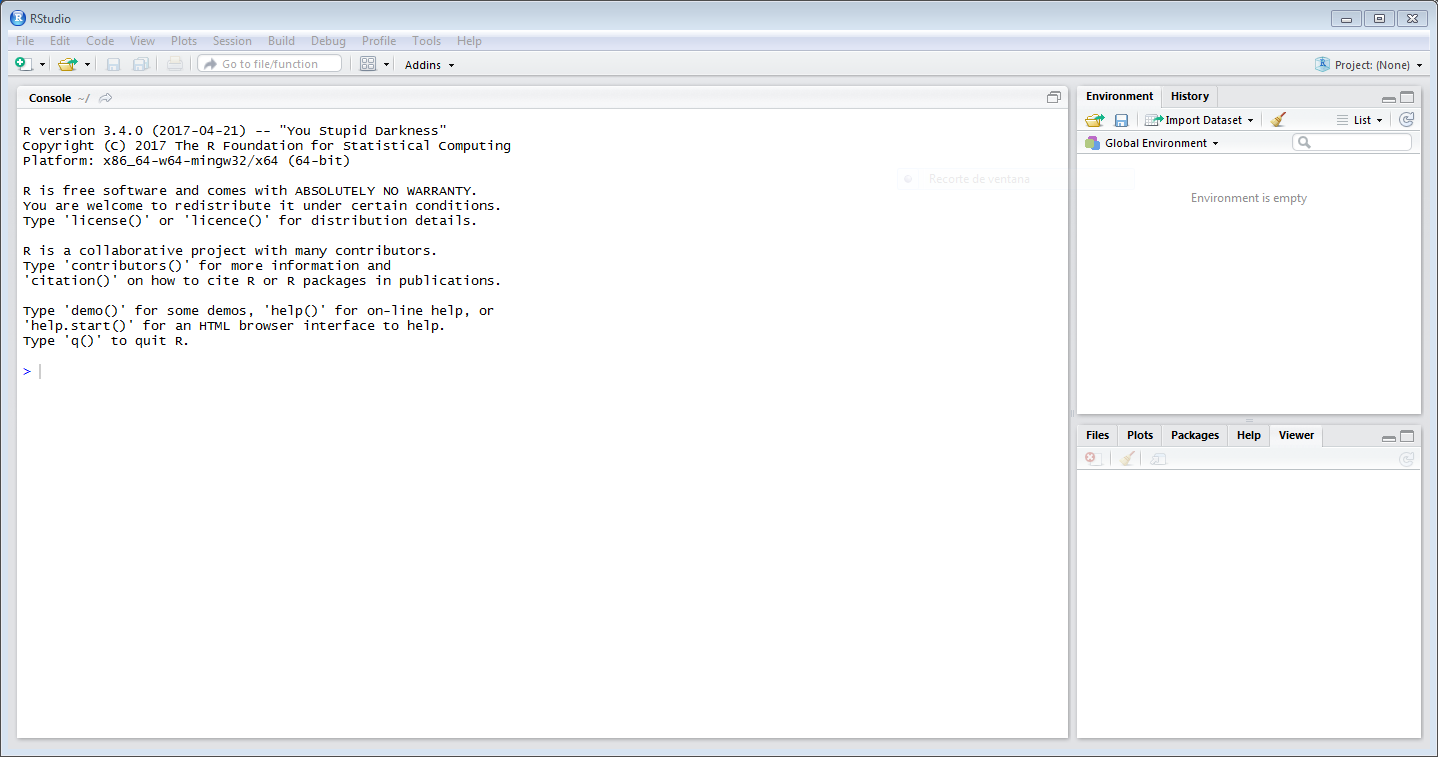 RStudio
File Edit Code View Plots Session Build Debug Profile Tools Help
Go to file/function Addins Project: (None)
Console ~/
R version 3.4.0 (2017-04-21) -- "You Stupid Darkness"
Copyright (C) 2017 The R Foundation for Statistical Computing
Platform: x86_64-w64-mingw32/x64 (64-bit)
R is free software and comes with ABSOLUTELY NO WARRANTY.
You are welcome to redistribute it under certain conditions.
Type 'license()' or 'licence()' for distribution details.
R is a collaborative project with many contributors.
Type 'contributors()' for more information and
'citation()' on how to cite R or R packages in publications.
Type 'demo()' for some demos, 'help()' for on-line help, or
'help.start()' for an HTML browser interface to help.
Type 'q()' to quit R.
>
Recorte de ventana
Environment History
Import Dataset List
Global Environment
Environment is empty
Files Plots Packages Help Viewer